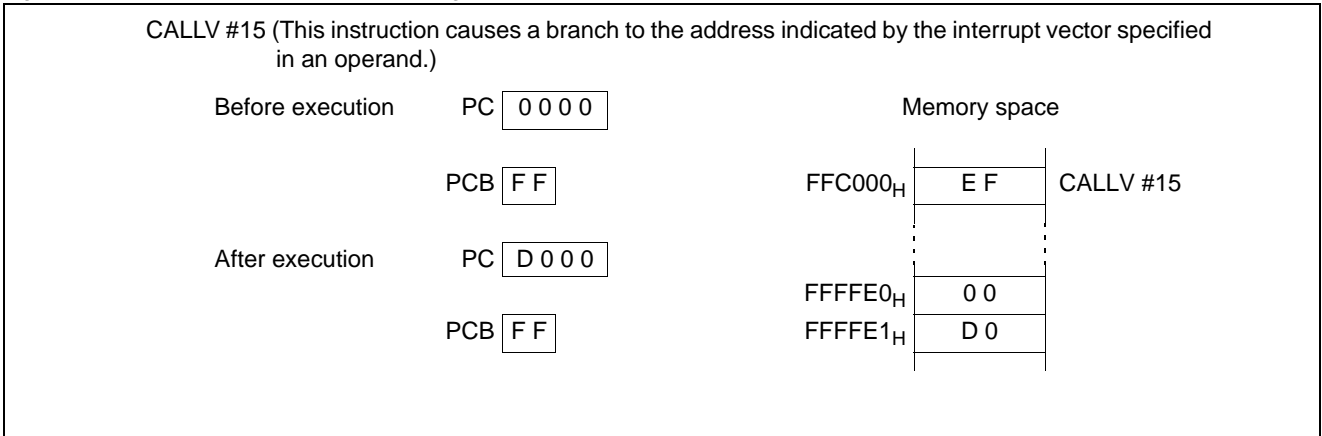 CALLV #15 (This instruction causes a branch to the address indicated by the interrupt vector specified
in an operand.)
Before execution PC 0 0 0 0 Memory space
PCB F F FFC000H E F CALLV #15
After execution PC D 0 0 0
FFFFE0H 0 0
PCB F F FFFFE1H D 0